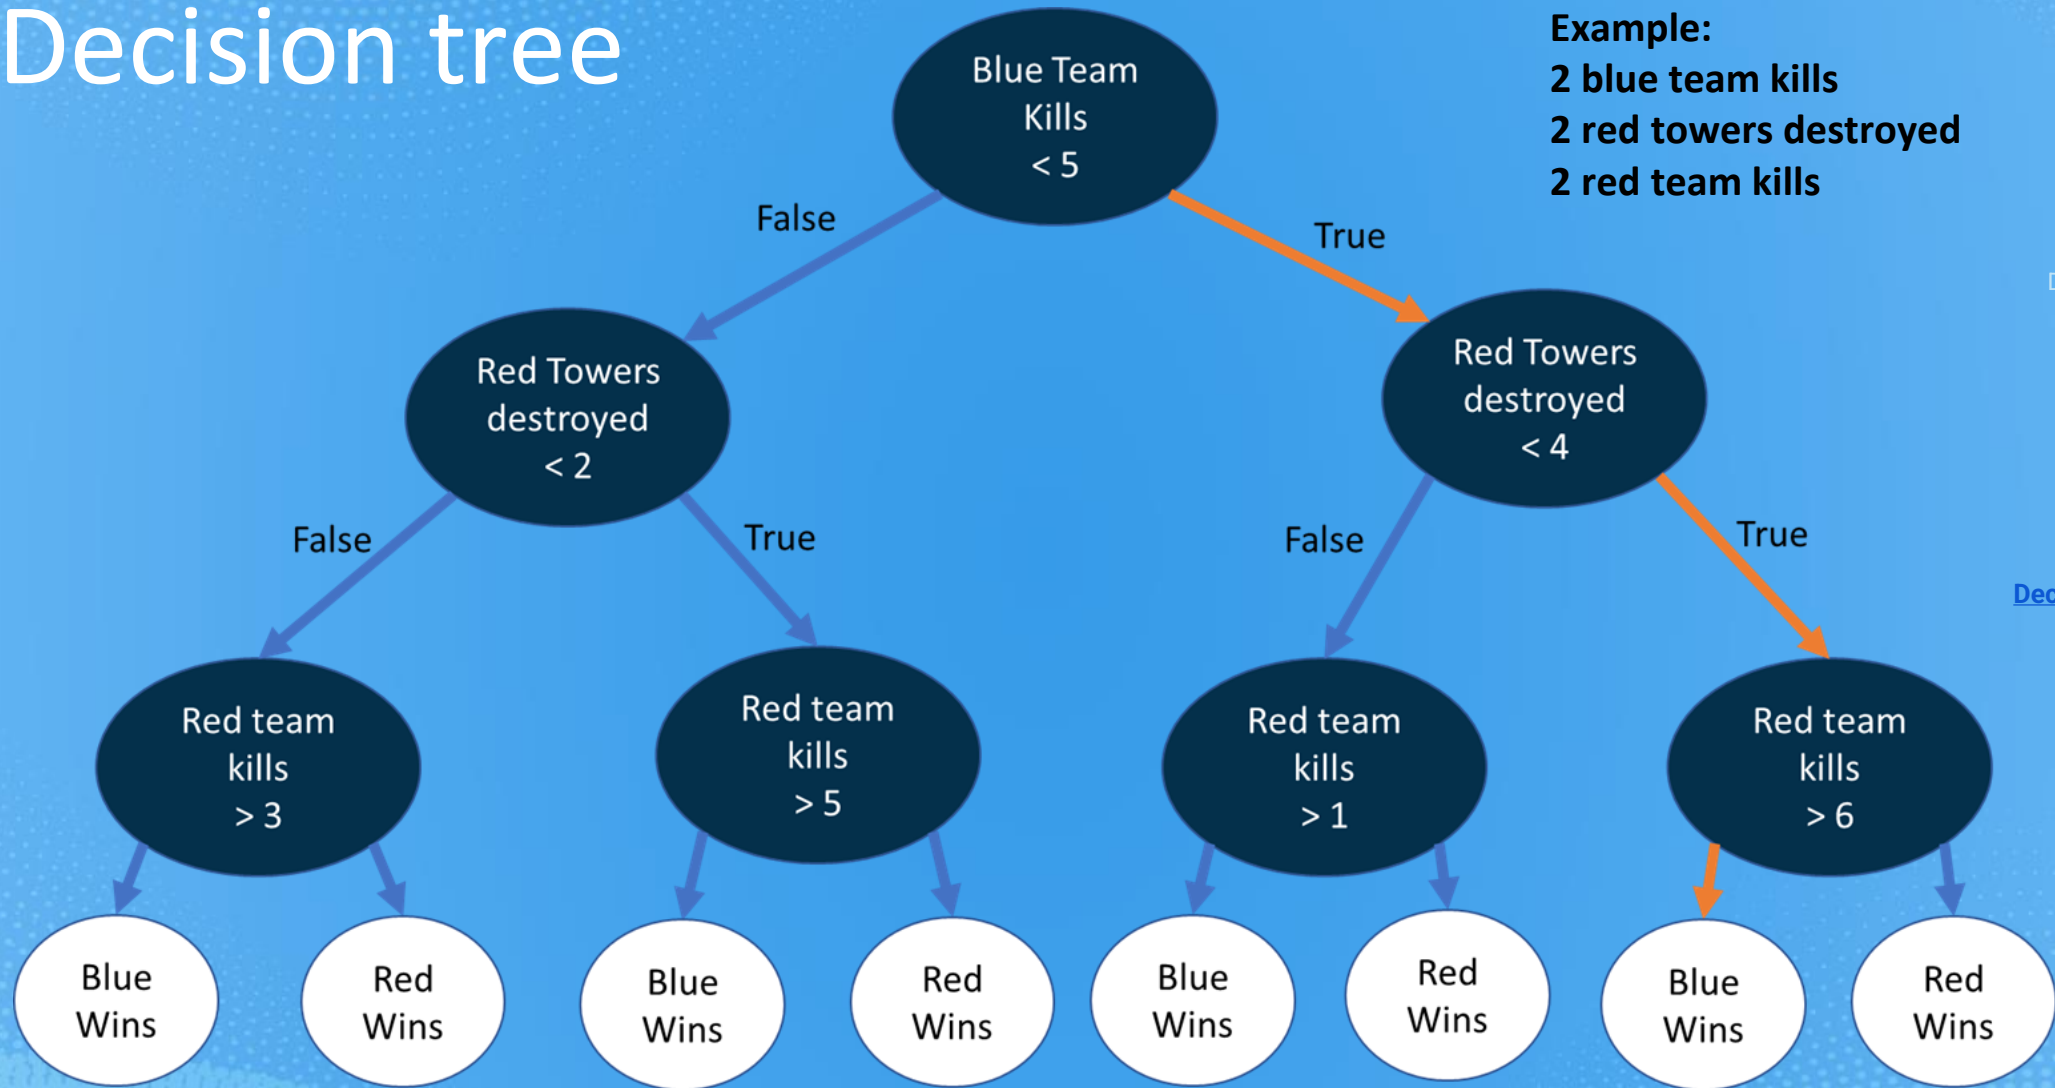 Decision tree
Example:
2 blue team kills
2 red towers destroyed
2 red team kills
Blue Team
Kills
< 5
False
True
Red Towers
destroyed
< 2
Red Towers
destroyed
< 4
False
True
False
True
Red team
kills
> 3
Red team
kills
> 5
Red team
kills
> 1
Red team
kills
> 6
Blue
Wins
Red
Wins
Blue
Wins
Red
Wins
Blue
Wins
Red
Wins
Blue
Wins
Red
Wins